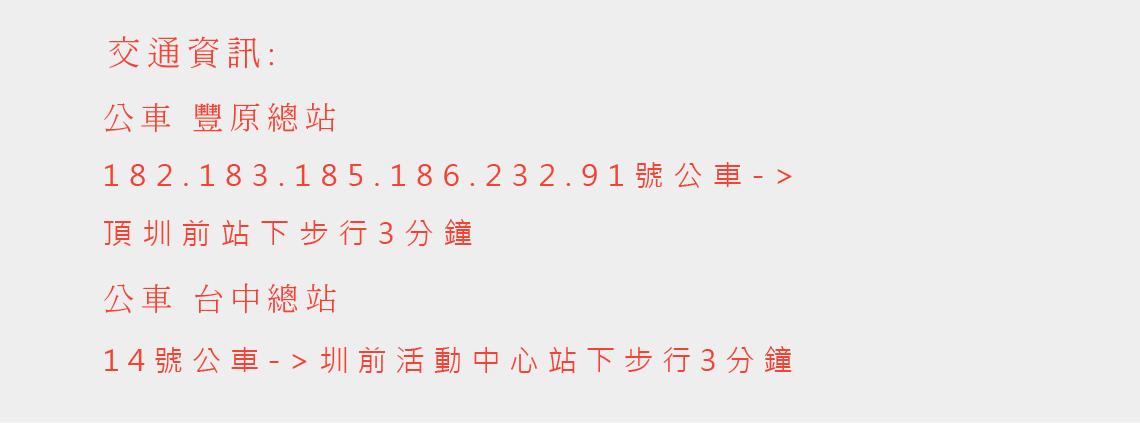 交通資訊:
公車 豐原總站
182.183.185.186.232.91號公車->
頂圳前站下步行3分鐘
公車 台中總站
14號公車->圳前活動中心站下步行3分鐘